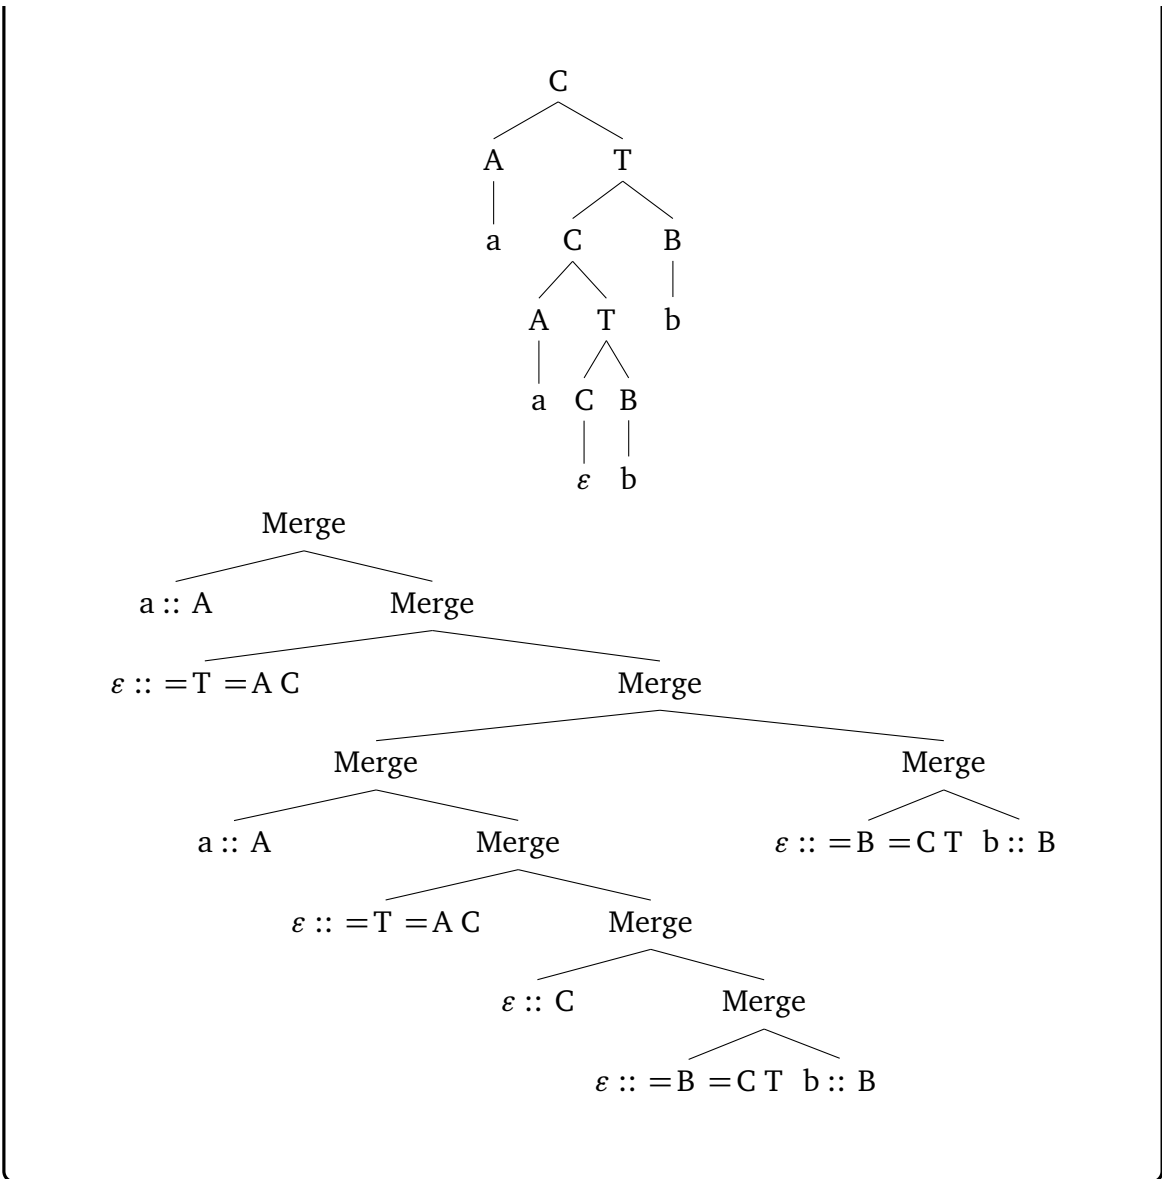 C
A T
a C B
A T b
a C B
ε b
Merge
a :: A Merge
ε :: =T =A C Merge
Merge Merge
a :: A Merge ε :: =B =C T b :: B
ε :: =T =A C Merge
ε :: C Merge
ε :: =B =C T b :: B